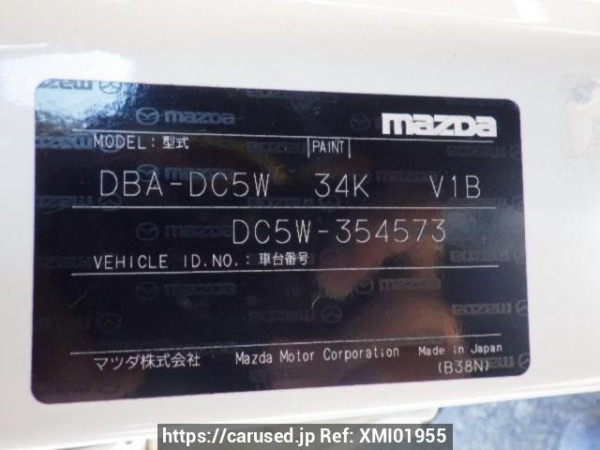 mazda
mazda
MODEL: 型式 PAINT
DBA-DC5W 34K V1B
DC5W-354573
VEHICLE ID.NO.: 車台番号
マツダ株式会社 Mazda Motor Corporation Made in Japan
(B38N)
https://carused.jp Ref: XMI01955